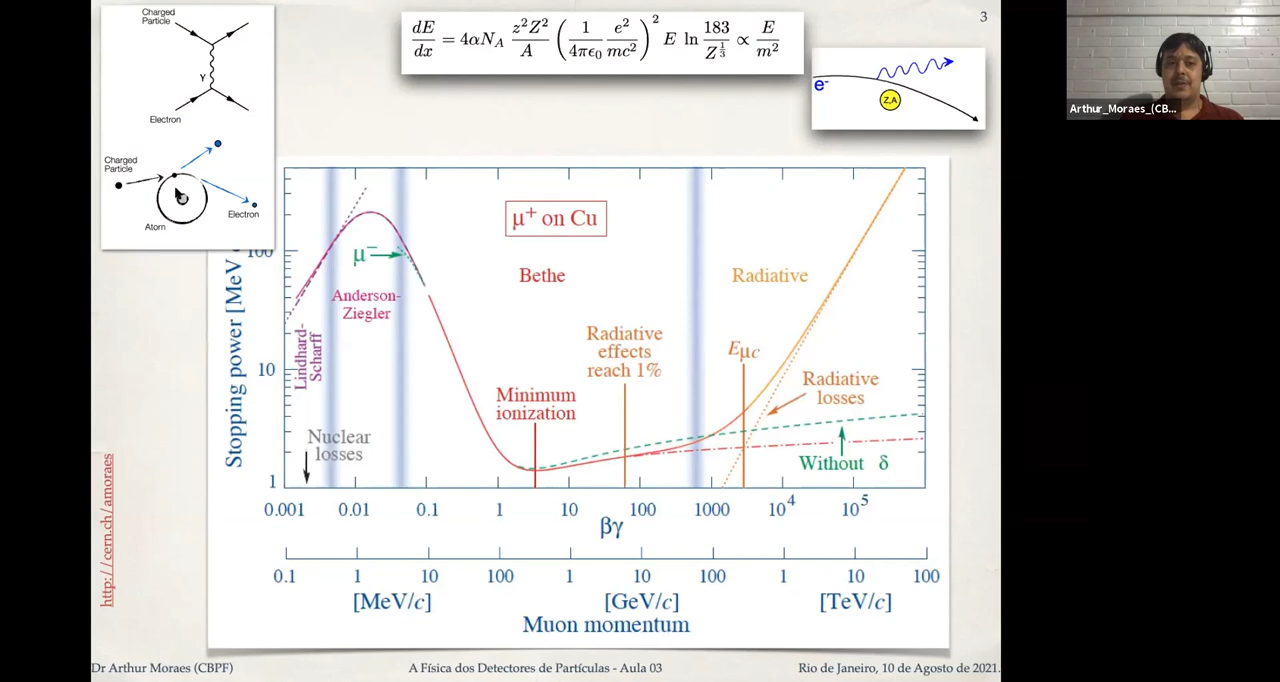 Charged
Particle
γ
Electron
Charged
Particle
Electron
Atom
dE/dx = 4αN_A z²Z²/A (1/4πϵ₀ e²/mc²)² E ln 183/Z^{1/3} ∝ E/m²
3
e⁻
Z,A
Arthur_Moraes_(CB...
Stopping power [MeV
100
10
1
μ⁺ on Cu
μ⁻
Bethe
Radiative
Anderson-
Ziegler
Lindhard-
Scharff
Radiative
effects
reach 1%
Eμc
Minimum
ionization
Radiative
losses
Nuclear
losses
Without δ
0.001 0.01 0.1 1 10 100 1000 10⁴ 10⁵
βγ
0.1 1 10 100 1 10 100 1 10 100
[MeV/c] [GeV/c] [TeV/c]
Muon momentum
http://cern.ch/amoraes
Dr Arthur Moraes (CBPF) A Física dos Detectores de Partículas - Aula 03 Rio de Janeiro, 10 de Agosto de 2021.